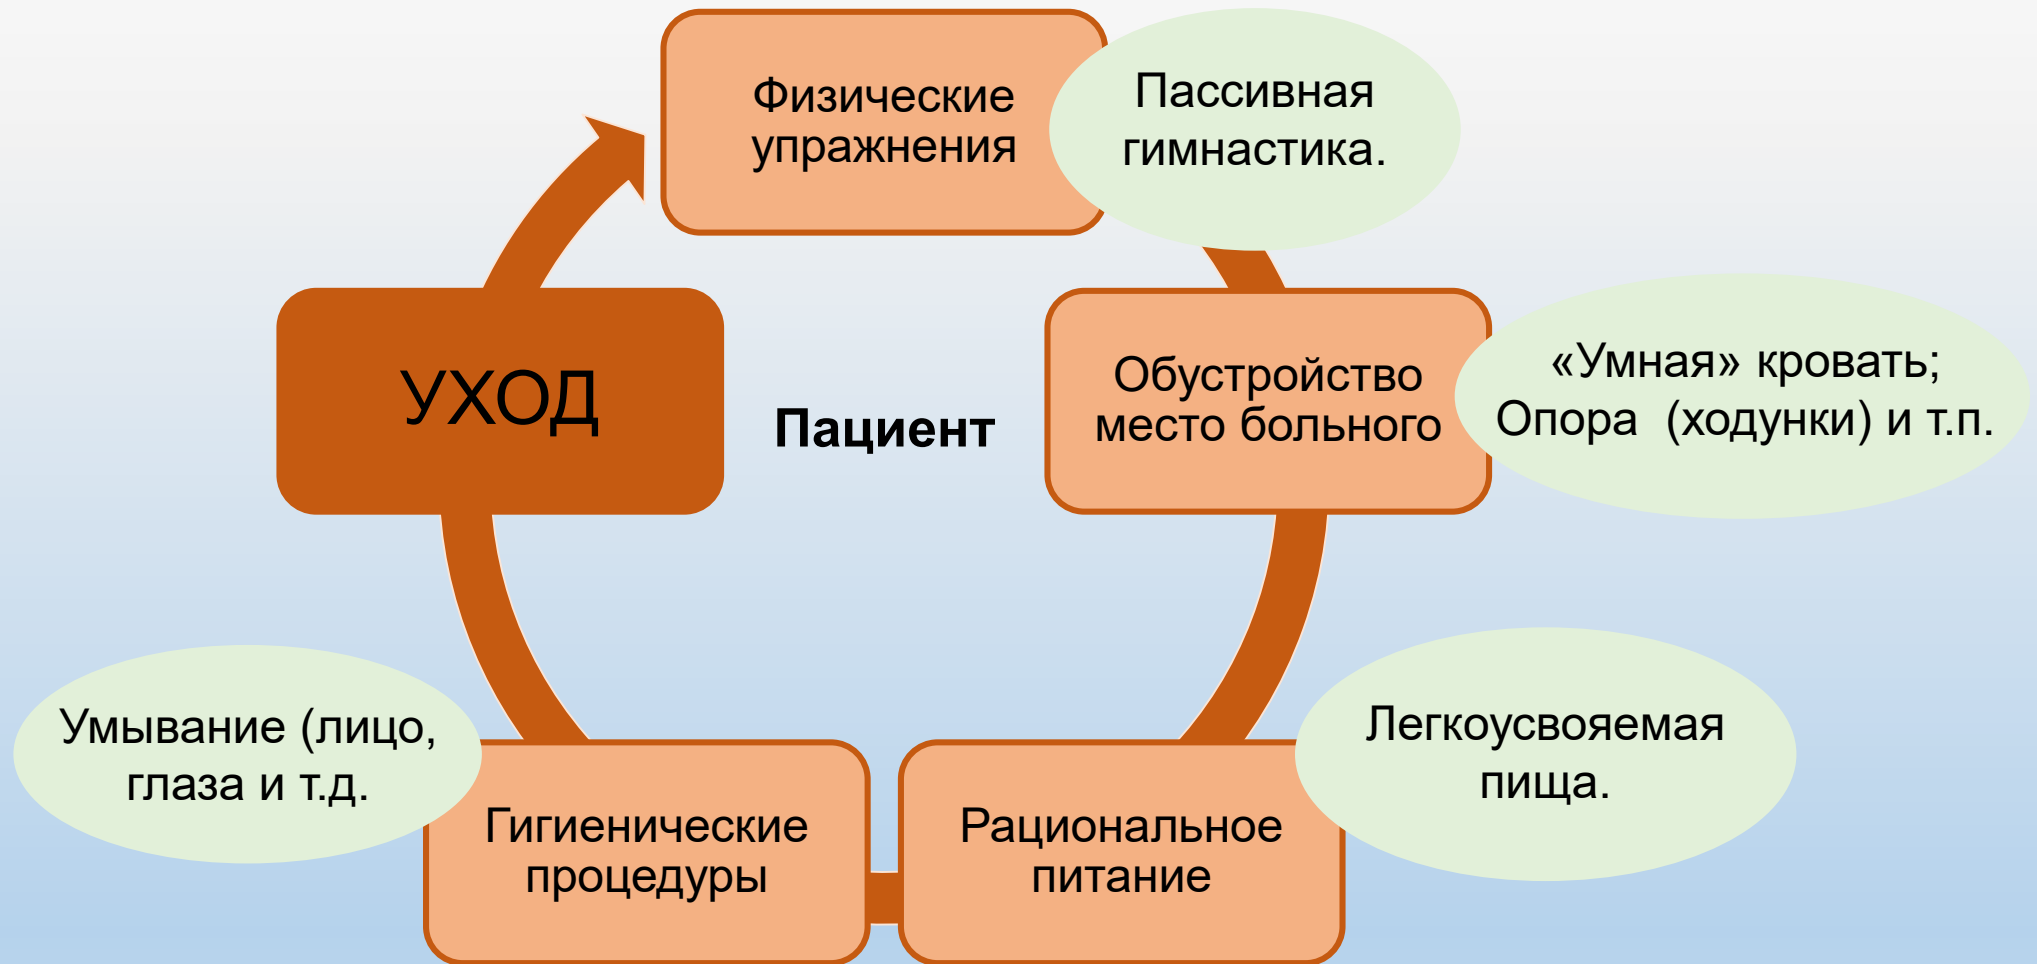 Физические
упражнения
Пассивная
гимнастика.
УХОД
Пациент
Обустройство
место больного
«Умная» кровать;
Опора (ходунки) и т.п.
Умывание (лицо,
глаза и т.д.
Гигиенические
процедуры
Рациональное
питание
Легкоусвояемая
пища.